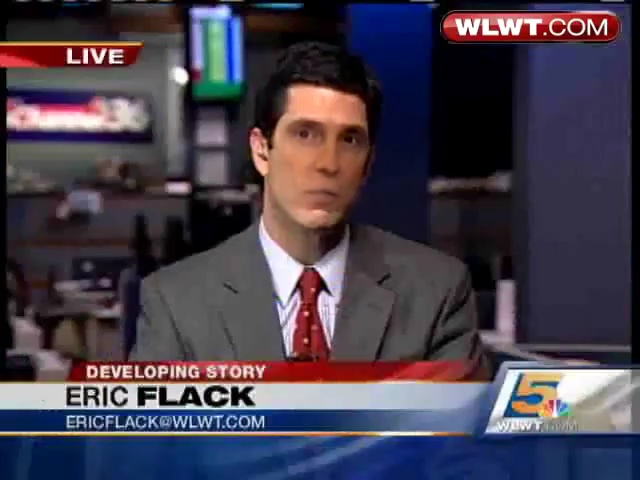 WLWT.COM
LIVE
DEVELOPING STORY
ERIC FLACK
ERICFLACK@WLWT.COM
5
WLWT.COM